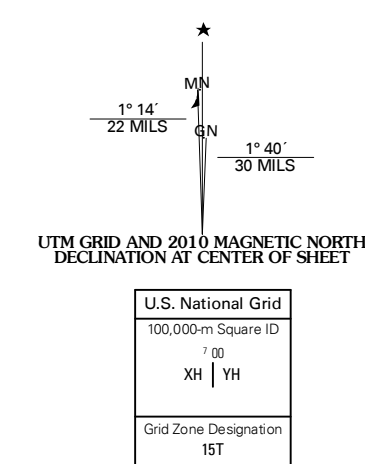 MN
1° 14´
22 MILS
GN
1° 40´
30 MILS
UTM GRID AND 2010 MAGNETIC NORTH
DECLINATION AT CENTER OF SHEET
U.S. National Grid
100,000-m Square ID
7 00
XH YH
Grid Zone Designation
15T